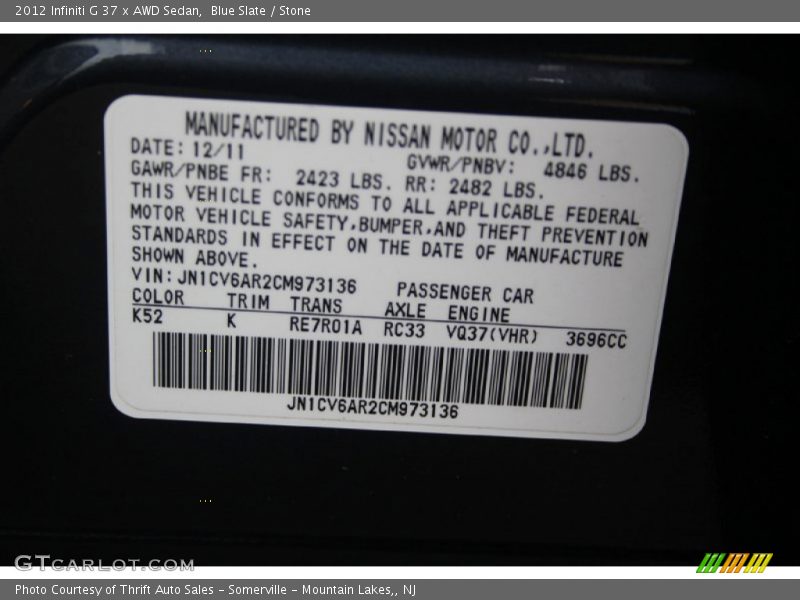 2012 Infiniti G 37 x AWD Sedan,  Blue Slate / Stone
MANUFACTURED BY NISSAN MOTOR CO.,LTD.
DATE: 12/11 GVWR/PNBV: 4846 LBS.
GAWR/PNBE FR: 2423 LBS. RR: 2482 LBS.
THIS VEHICLE CONFORMS TO ALL APPLICABLE FEDERAL
MOTOR VEHICLE SAFETY,BUMPER,AND THEFT PREVENTION
STANDARDS IN EFFECT ON THE DATE OF MANUFACTURE
SHOWN ABOVE.
VIN: JN1CV6AR2CM973136 PASSENGER CAR
COLOR TRIM TRANS AXLE ENGINE
K52 K RE7R01A RC33 VQ37(VHR) 3696CC
JN1CV6AR2CM973136
GTCARLOT.COM
Photo Courtesy of Thrift Auto Sales - Somerville - Mountain Lakes,, NJ